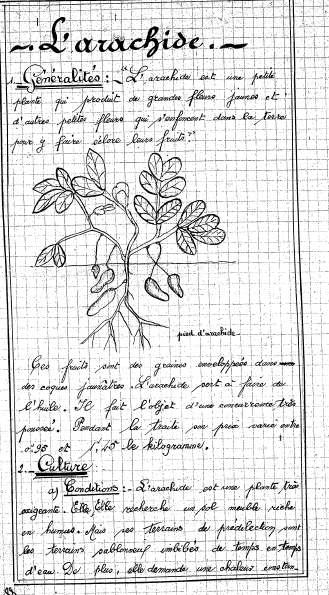 - L'arachide. -
1. Généralités : - "L'arachide est une petite
plante qui produit de grandes fleurs jaunes et
d'autres petites fleurs qui s'enfoncent dans la terre
pour y faire éclore leurs fruits."
pied d'arachide
Ces fruits sont des graines enveloppées dans
des coques jaunâtres. L'arachide sert à faire de
l'huile. Il fait l'objet d'une concurrence très
poussée. Pendant la traite son prix varie entre
0f95 et 1f,45 le kilogramme.
2. - Culture
a) Conditions : - L'arachide est une plante très
exigeante. Elle, Elle recherche un sol meuble riche
en humus. Mais ses terrains de prédilection sont
les terrains sablonneux imbibés de temps en temps
d'eau. De plus, elle demande une chaleur constan-